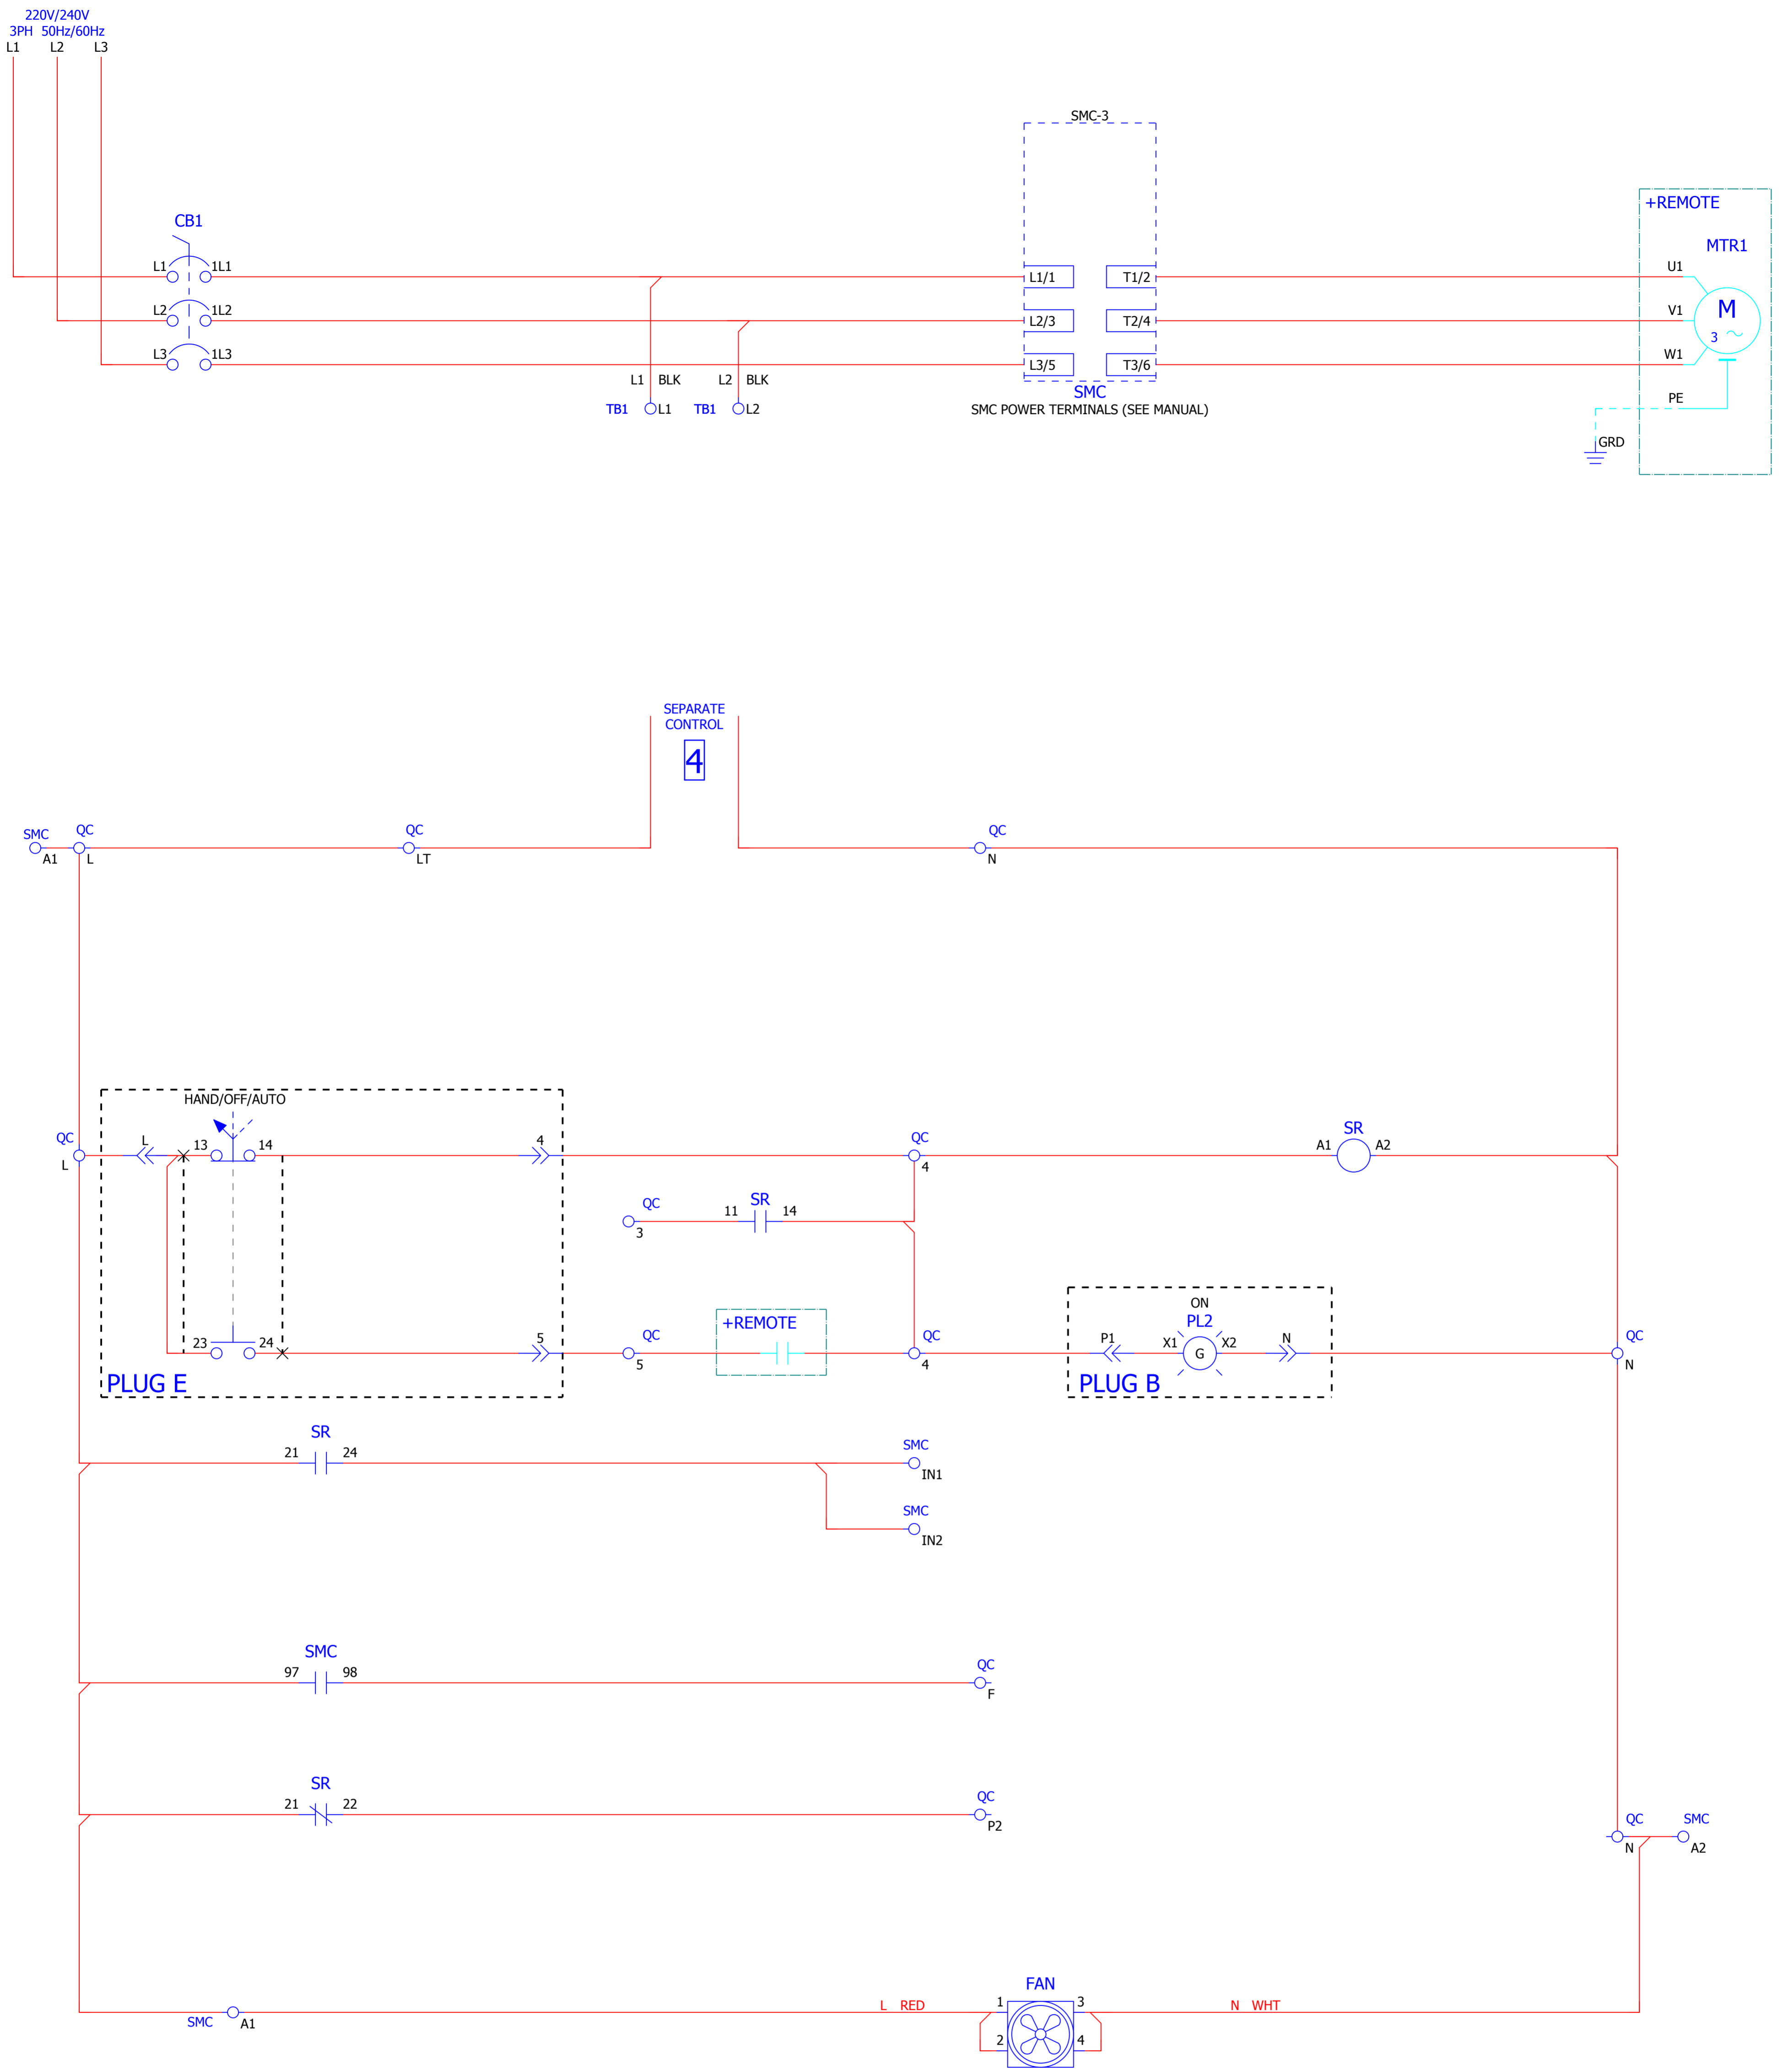 220V/240V
3PH 50Hz/60Hz
L1 L2 L3
SMC-3
+REMOTE
MTR1
CB1
L1 1L1
L1/1 T1/2
U1
L2 1L2
L2/3 T2/4
V1
M
3
L3 1L3
L3/5 T3/6
W1
L1 BLK L2 BLK
SMC
PE
TB1 L1 TB1 L2
SMC POWER TERMINALS (SEE MANUAL)
GRD
SEPARATE
CONTROL
4
SMC QC QC QC
A1 L LT N
HAND/OFF/AUTO
QC
L
L 13 14 4
QC
4
SR
A1 A2
QC
3
SR
11 14
+REMOTE
ON
PL2
23 24 5
QC
5
QC
4
P1 X1 G X2 N
QC
N
PLUG E
PLUG B
SR
21 24
SMC
IN1
SMC
IN2
SMC
97 98
QC
F
SR
21 22
QC
P2
QC SMC
N A2
FAN
SMC A1
L RED
1 3
N WHT
2 4